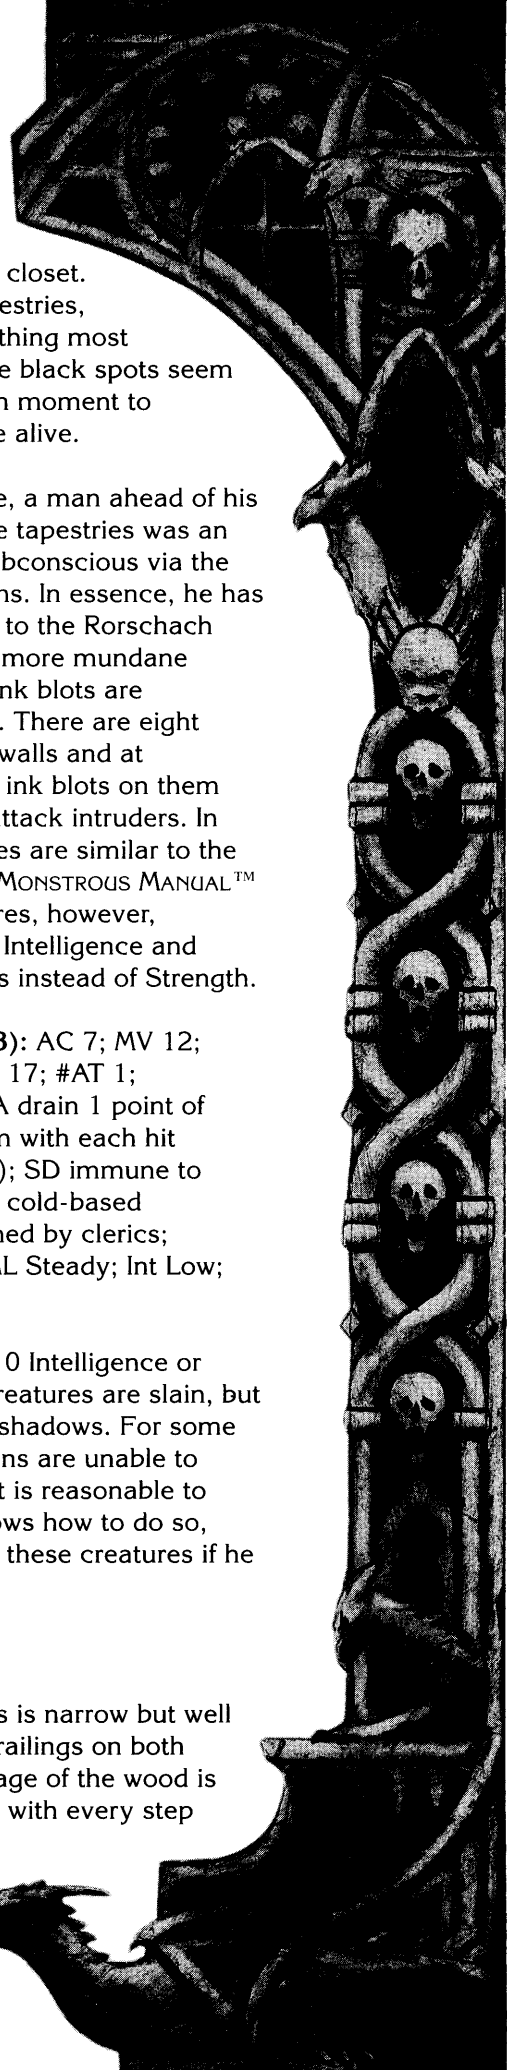 closet.
estries,
thing most
e black spots seem
n moment to
e alive.
e, a man ahead of his
e tapestries was an
bconscious via the
ns. In essence, he has
to the Rorschach
more mundane
nk blots are
. There are eight
walls and at
ink blots on them
ttack intruders. In
es are similar to the
MONSTROUS MANUAL™
res, however,
Intelligence and
s instead of Strength.
3): AC 7; MV 12;
17; #AT 1;
A drain 1 point of
n with each hit
); SD immune to
cold-based
ned by clerics;
L Steady; Int Low;
0 Intelligence or
reatures are slain, but
shadows. For some
ns are unable to
t is reasonable to
ows how to do so,
these creatures if he
s is narrow but well
railings on both
age of the wood is
with every step